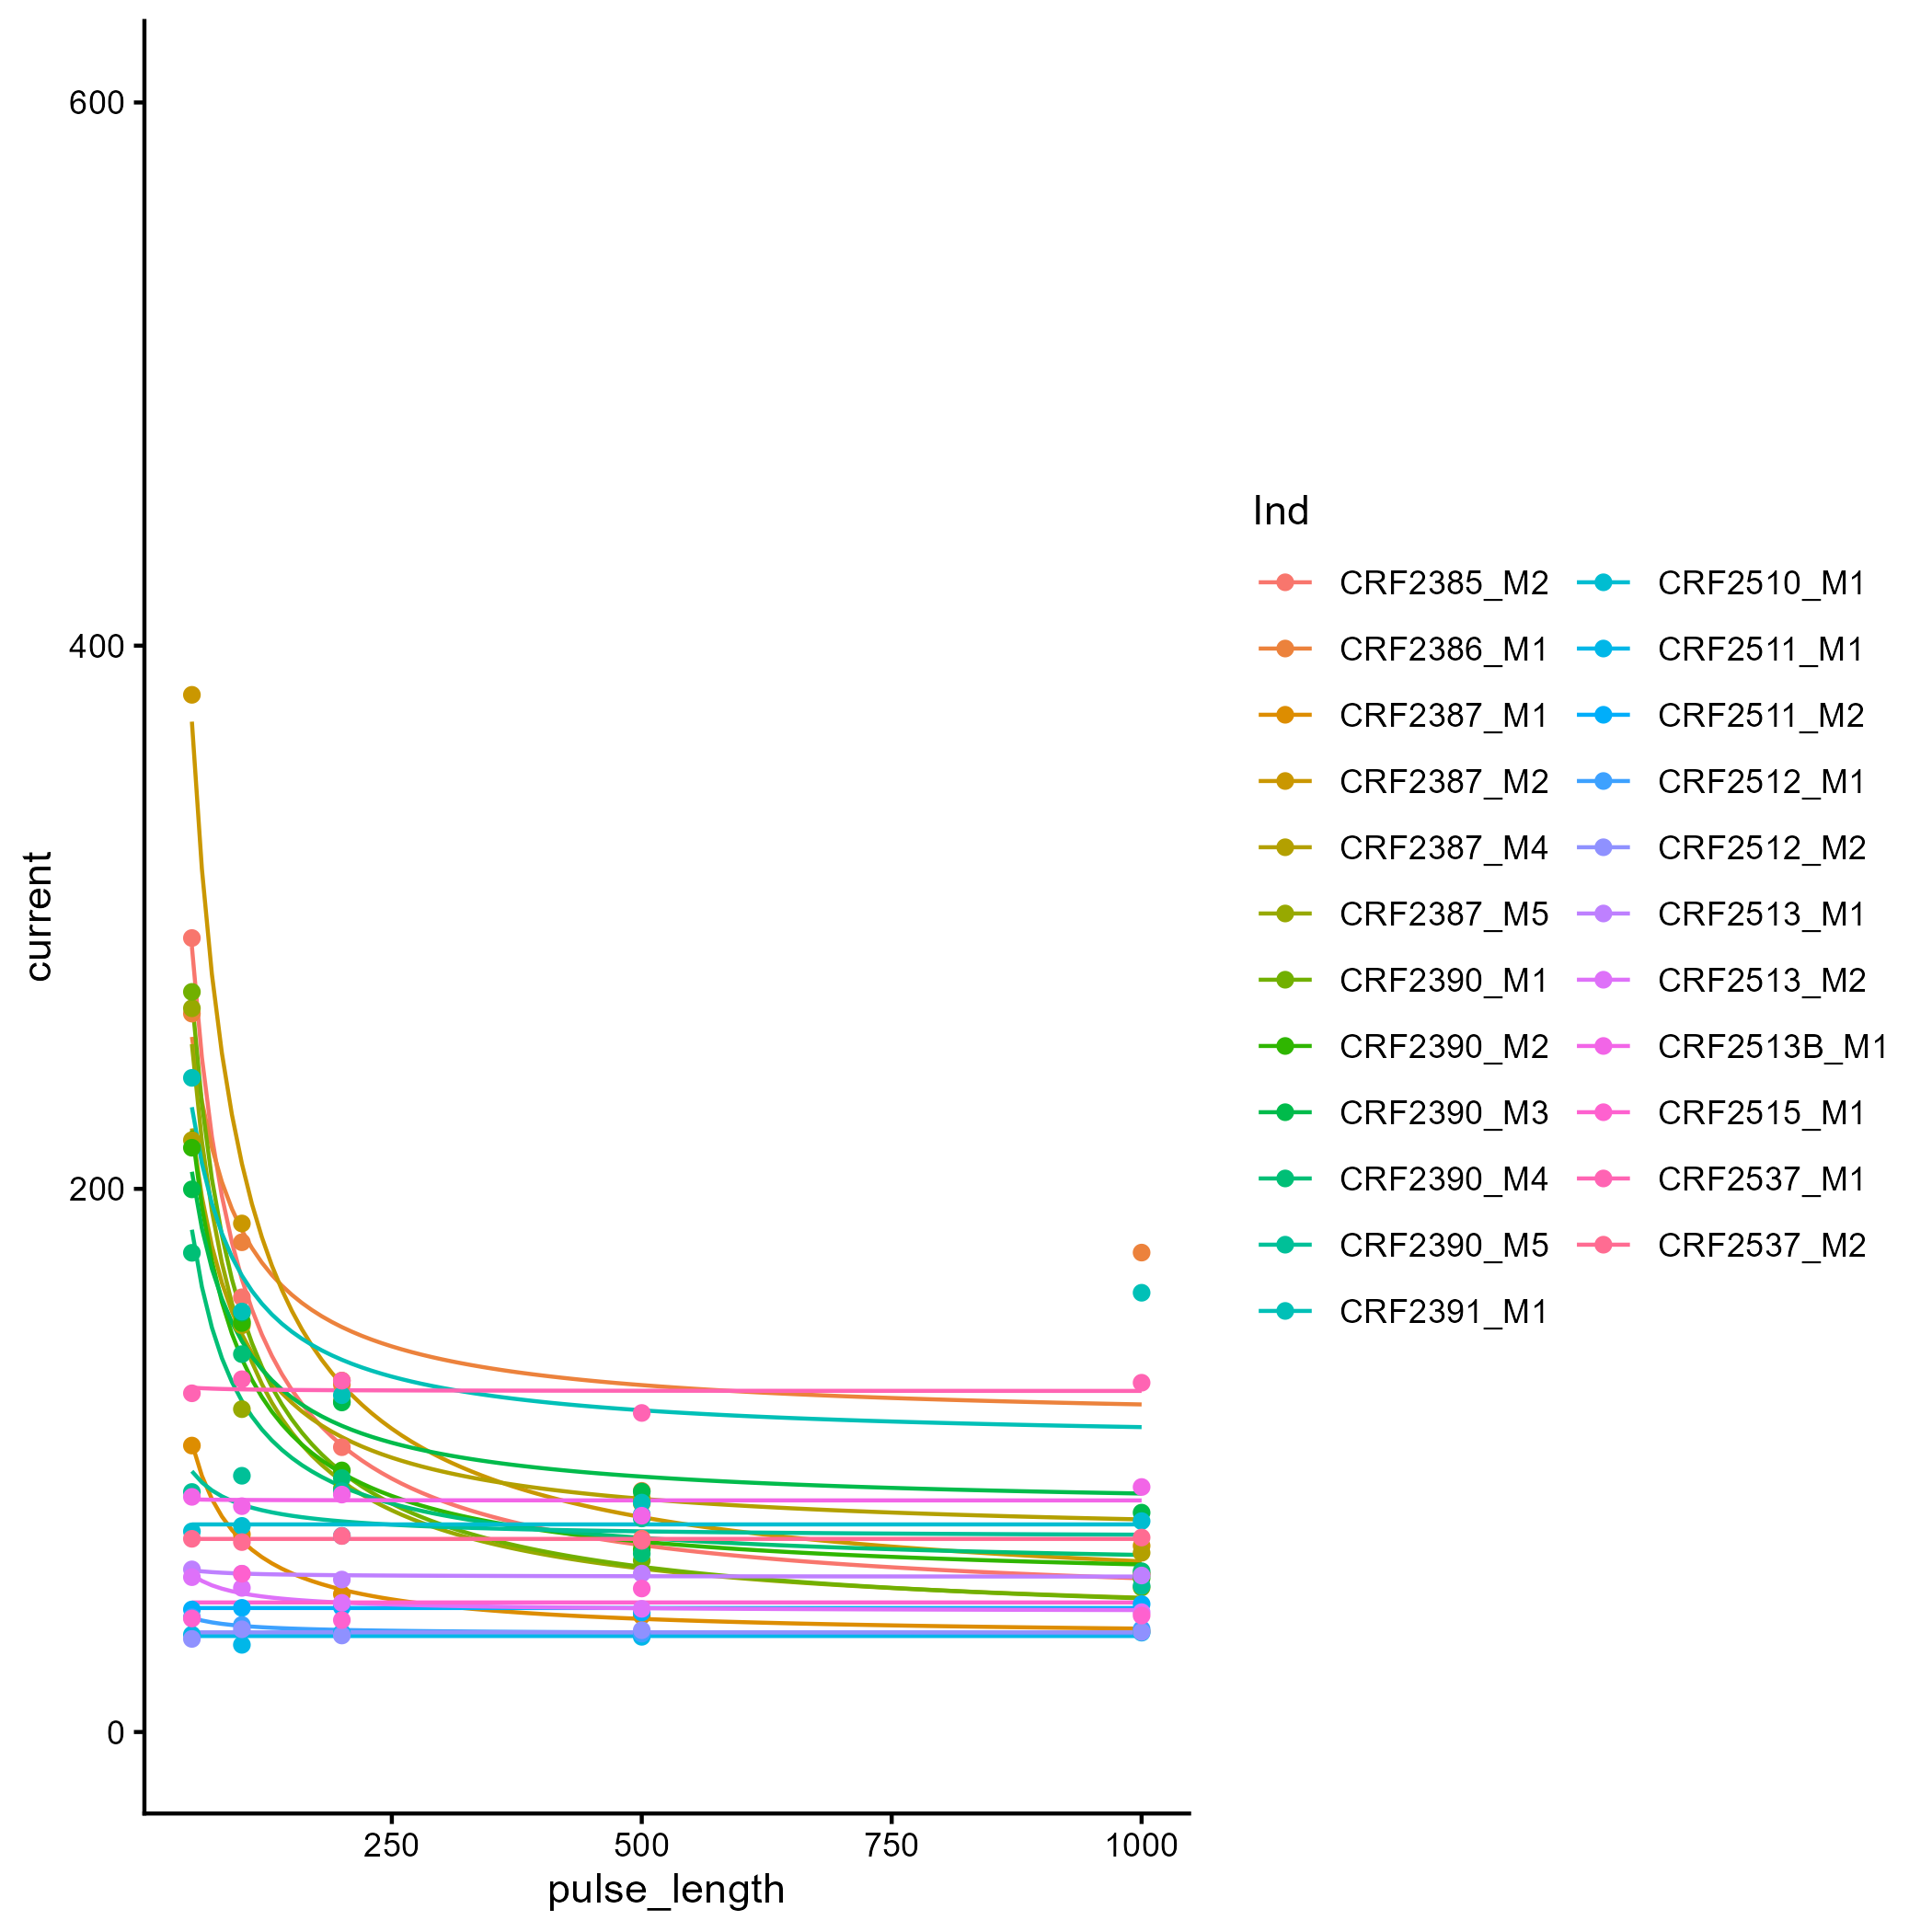 600
400
200
0
current
250 500 750 1000
pulse_length
Ind
CRF2385_M2 CRF2510_M1
CRF2386_M1 CRF2511_M1
CRF2387_M1 CRF2511_M2
CRF2387_M2 CRF2512_M1
CRF2387_M4 CRF2512_M2
CRF2387_M5 CRF2513_M1
CRF2390_M1 CRF2513_M2
CRF2390_M2 CRF2513B_M1
CRF2390_M3 CRF2515_M1
CRF2390_M4 CRF2537_M1
CRF2390_M5 CRF2537_M2
CRF2391_M1